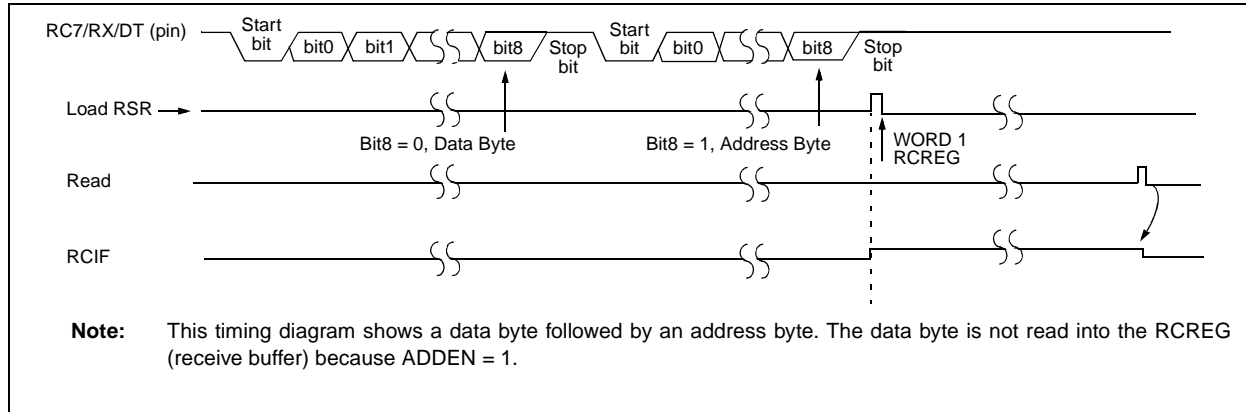 RC7/RX/DT (pin)
Start bit
bit0
bit1
bit8
Stop bit
Start bit
bit0
bit8
Stop bit
Load RSR
Bit8 = 0, Data Byte
Bit8 = 1, Address Byte
WORD 1
RCREG
Read
RCIF
Note: This timing diagram shows a data byte followed by an address byte. The data byte is not read into the RCREG
(receive buffer) because ADDEN = 1.